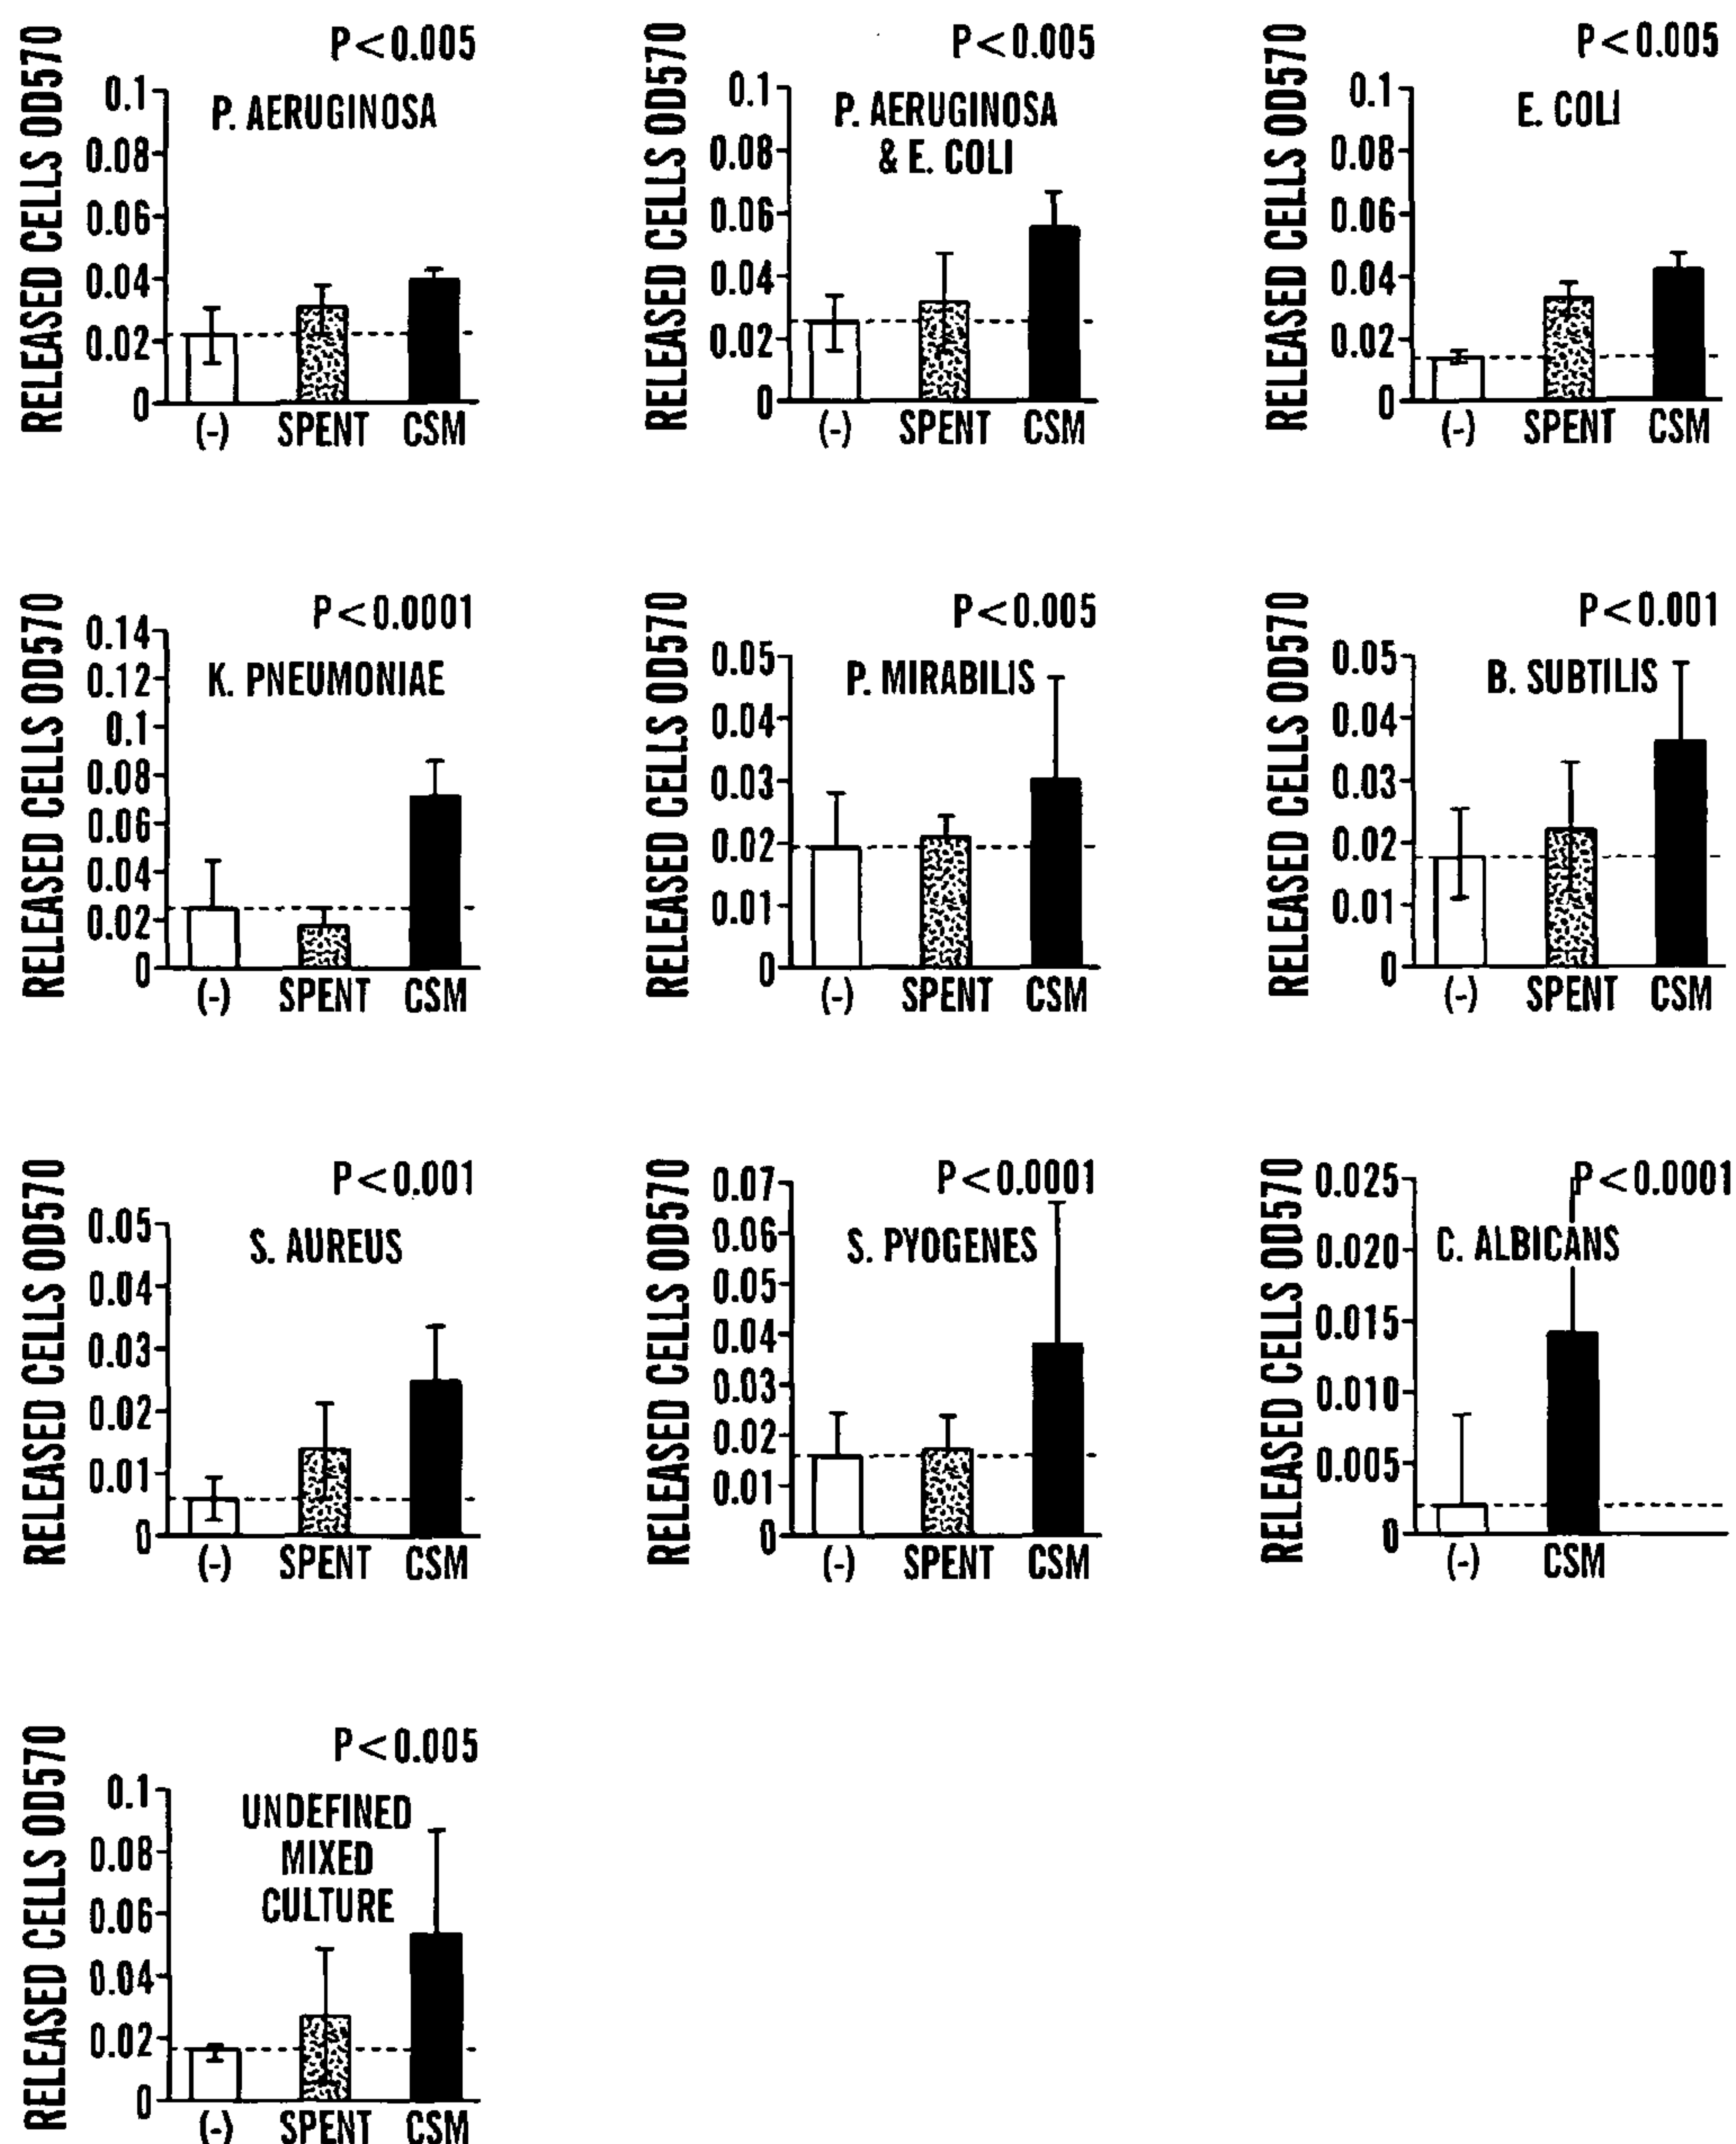 P<0.005
RELEASED CELLS OD570
0.1
0.08
0.06
0.04
0.02
0
P. AERUGINOSA
(-) SPENT CSM
P<0.005
RELEASED CELLS OD570
0.1
0.08
0.06
0.04
0.02
0
P. AERUGINOSA
& E. COLI
(-) SPENT CSM
P<0.005
RELEASED CELLS OD570
0.1
0.08
0.06
0.04
0.02
0
E. COLI
(-) SPENT CSM
P<0.0001
RELEASED CELLS OD570
0.14
0.12
0.1
0.08
0.06
0.04
0.02
0
K. PNEUMONIAE
(-) SPENT CSM
P<0.005
RELEASED CELLS OD570
0.05
0.04
0.03
0.02
0.01
0
P. MIRABILIS
(-) SPENT CSM
P<0.001
RELEASED CELLS OD570
0.05
0.04
0.03
0.02
0.01
0
B. SUBTILIS
(-) SPENT CSM
P<0.001
RELEASED CELLS OD570
0.05
0.04
0.03
0.02
0.01
0
S. AUREUS
(-) SPENT CSM
P<0.0001
RELEASED CELLS OD570
0.07
0.06
0.05
0.04
0.03
0.02
0.01
0
S. PYOGENES
(-) SPENT CSM
P<0.0001
RELEASED CELLS OD570
0.025
0.020
0.015
0.010
0.005
0
C. ALBICANS
(-) CSM
P<0.005
RELEASED CELLS OD570
0.1
0.08
0.06
0.04
0.02
0
UNDEFINED
MIXED
CULTURE
(-) SPENT CSM